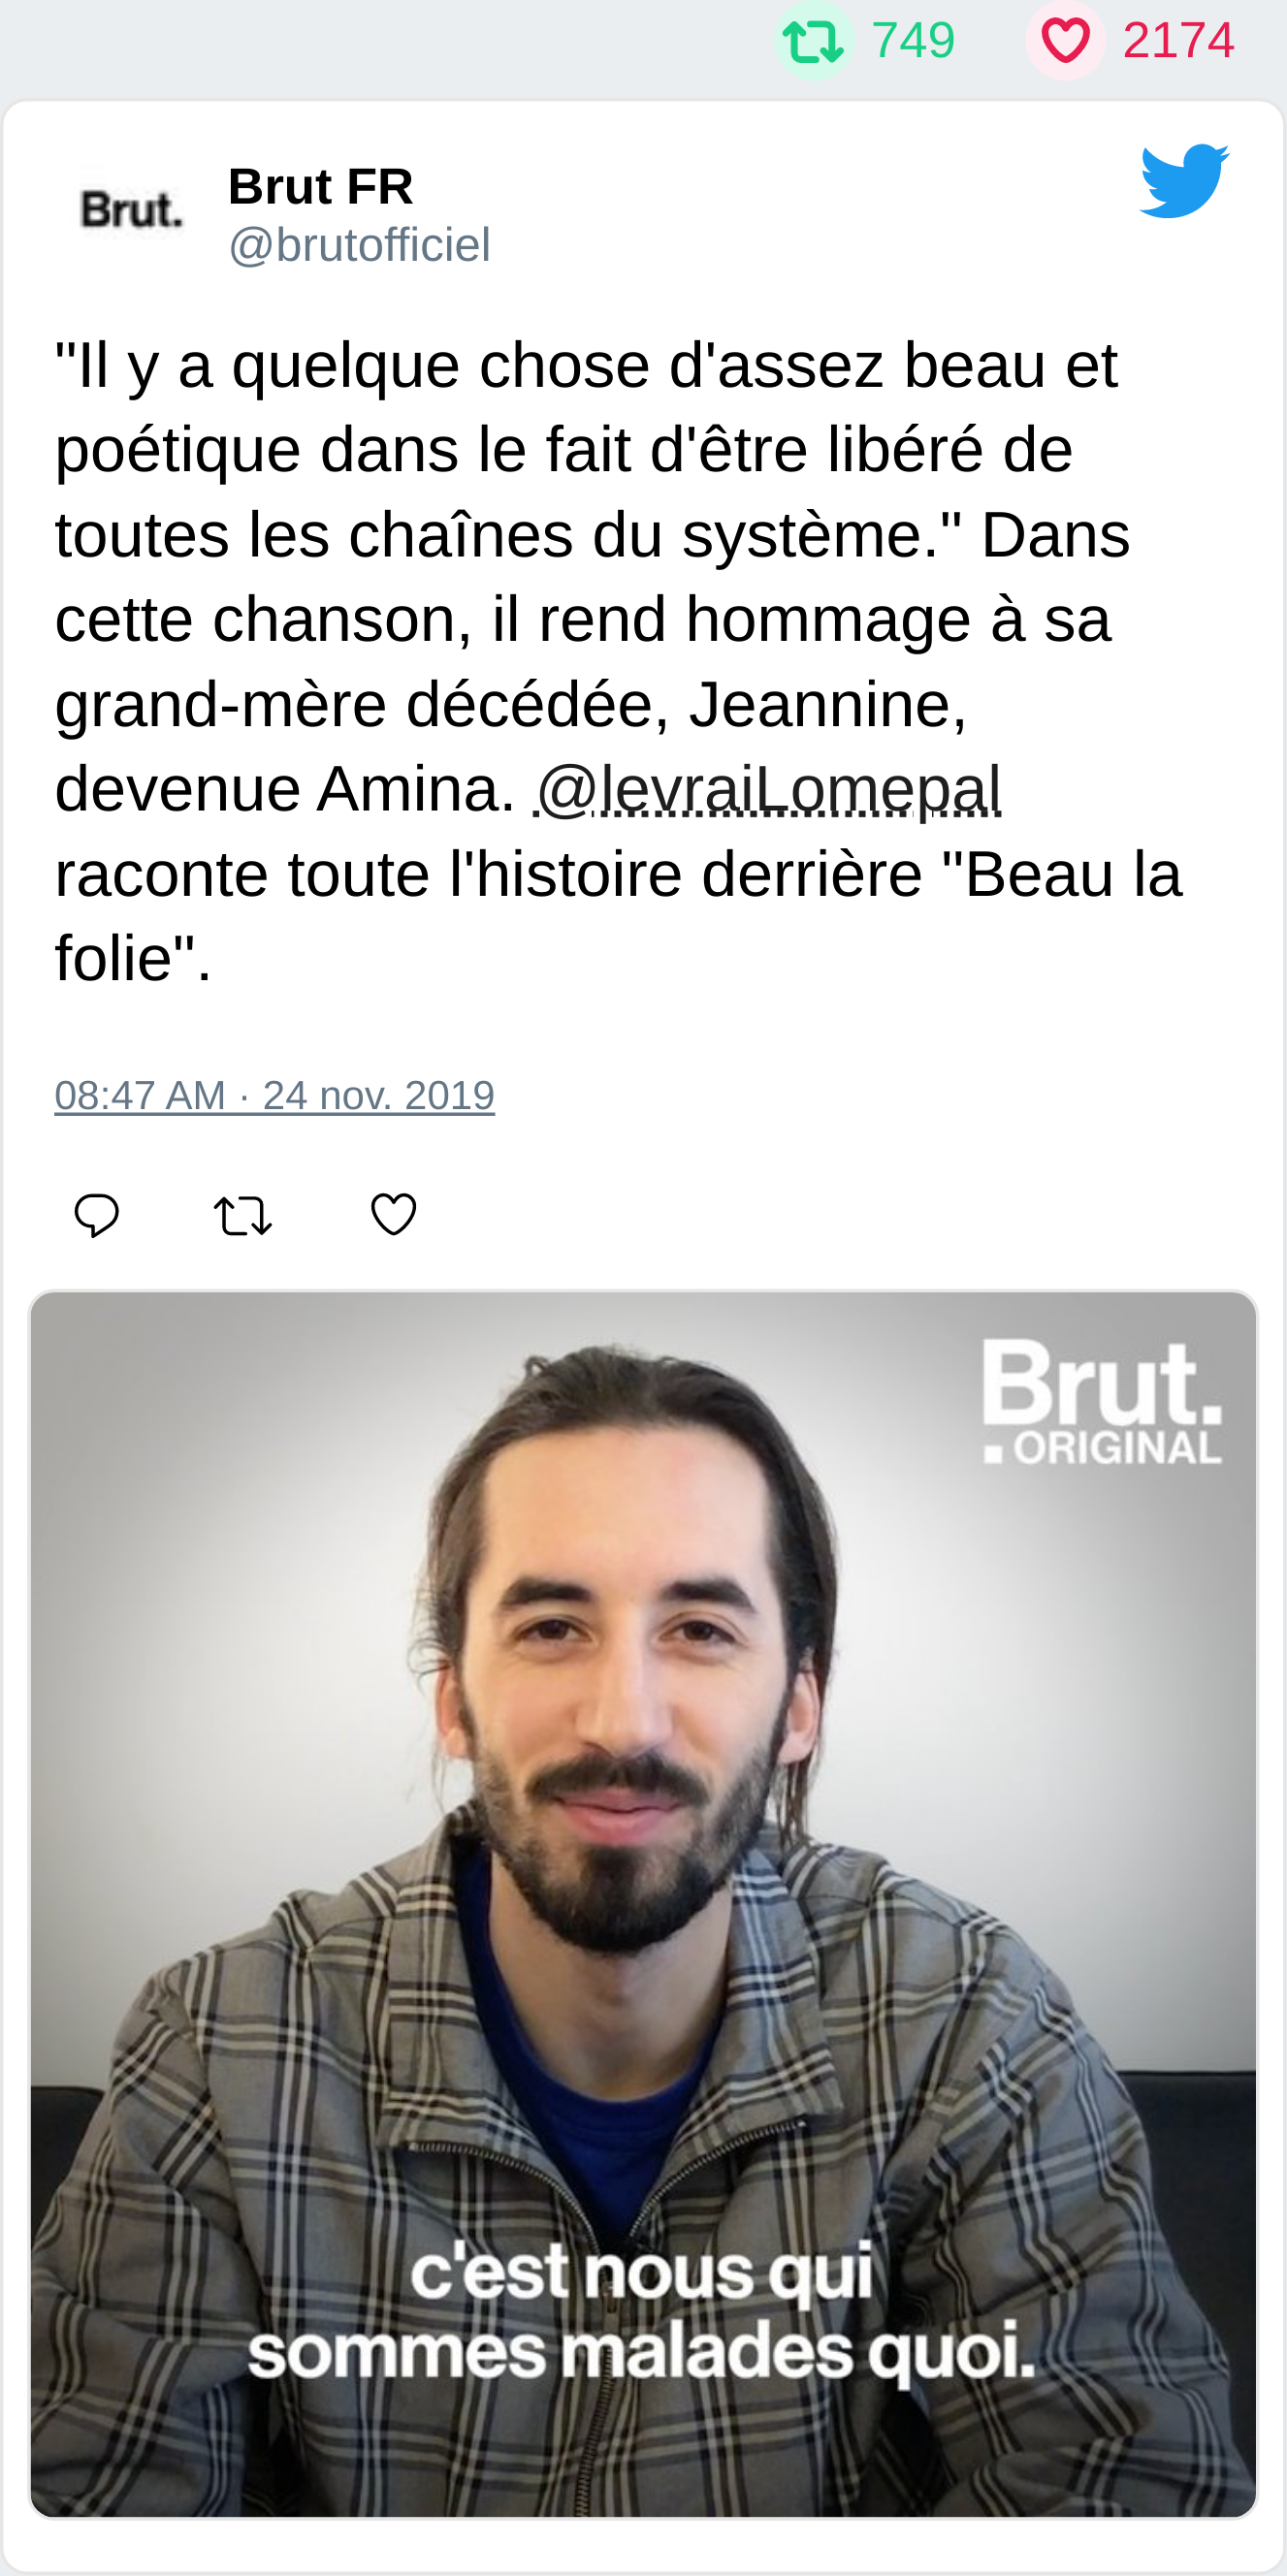 749 2174
Brut.
Brut FR
@brutofficiel
"Il y a quelque chose d'assez beau et
poétique dans le fait d'être libéré de
toutes les chaînes du système." Dans
cette chanson, il rend hommage à sa
grand-mère décédée, Jeannine,
devenue Amina. @levraiLomepal
raconte toute l'histoire derrière "Beau la
folie".
08:47 AM · 24 nov. 2019
Brut.
ORIGINAL
c'est nous qui
sommes malades quoi.